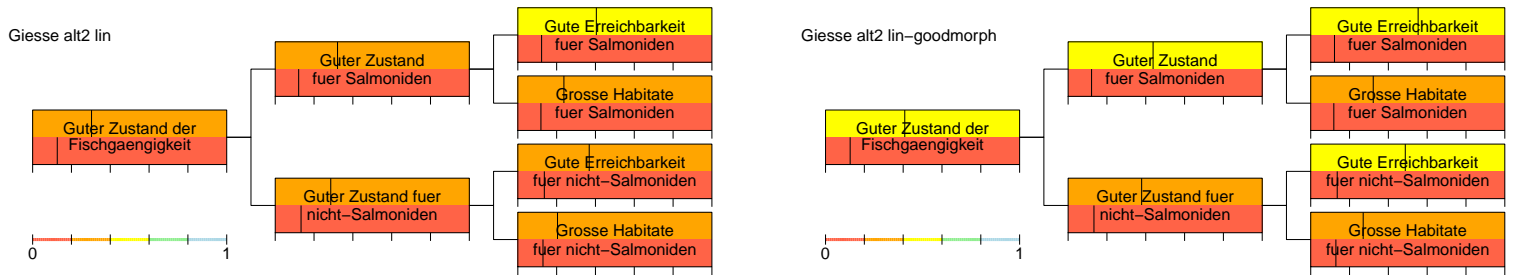 Giesse alt2 lin
Guter Zustand der
Fischgaengigkeit
0
1
Guter Zustand
fuer Salmoniden
Guter Zustand fuer
nicht−Salmoniden
Gute Erreichbarkeit
fuer Salmoniden
Grosse Habitate
fuer Salmoniden
Gute Erreichbarkeit
fuer nicht−Salmoniden
Grosse Habitate
fuer nicht−Salmoniden
Giesse alt2 lin−goodmorph
Guter Zustand der
Fischgaengigkeit
0
1
Guter Zustand
fuer Salmoniden
Guter Zustand fuer
nicht−Salmoniden
Gute Erreichbarkeit
fuer Salmoniden
Grosse Habitate
fuer Salmoniden
Gute Erreichbarkeit
fuer nicht−Salmoniden
Grosse Habitate
fuer nicht−Salmoniden